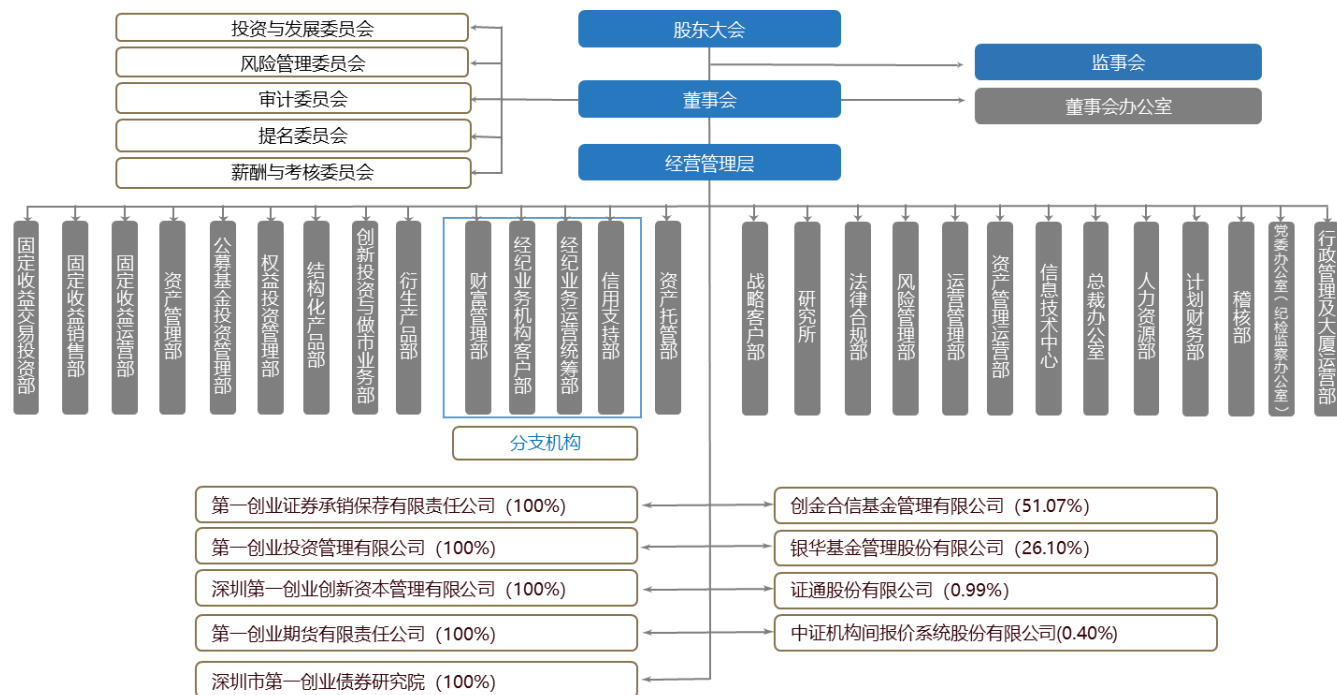 投资与发展委员会
风险管理委员会
审计委员会
提名委员会
薪酬与考核委员会
股东大会
董事会
经营管理层
监事会
董事会办公室
固定收益交易投资部
固定收益销售部
固定收益运营部
资产管理部
公募基金投资管理部
权益投资管理部
结构化产品部
创新投资与做市业务部
衍生产品部
财富管理部
经纪业务机构客户部
经纪业务运营统筹部
信用支持部
资产托管部
战略客户部
研究所
法律合规部
风险管理部
运营管理部
资产管理运营部
信息技术中心
总裁办公室
人力资源部
计划财务部
稽核部
党委办公室（纪检监察办公室）
行政管理及大厦运营部
分支机构
第一创业证券承销保荐有限责任公司（100%）
第一创业投资管理有限公司（100%）
深圳第一创业创新资本管理有限公司（100%）
第一创业期货有限责任公司（100%）
深圳市第一创业债券研究院（100%）
创金合信基金管理有限公司（51.07%）
银华基金管理股份有限公司（26.10%）
证通股份有限公司（0.99%）
中证机构间报价系统股份有限公司(0.40%)